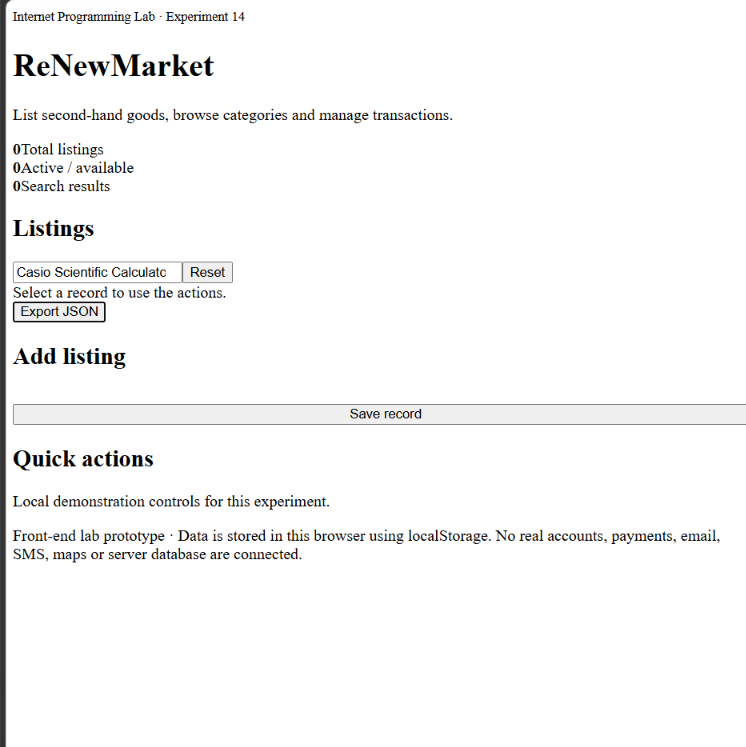 Internet Programming Lab · Experiment 14
ReNewMarket
List second-hand goods, browse categories and manage transactions.
0Total listings
0Active / available
0Search results
Listings
Casio Scientific Calculatc Reset
Select a record to use the actions.
Export JSON
Add listing
Save record
Quick actions
Local demonstration controls for this experiment.
Front-end lab prototype · Data is stored in this browser using localStorage. No real accounts, payments, email,
SMS, maps or server database are connected.